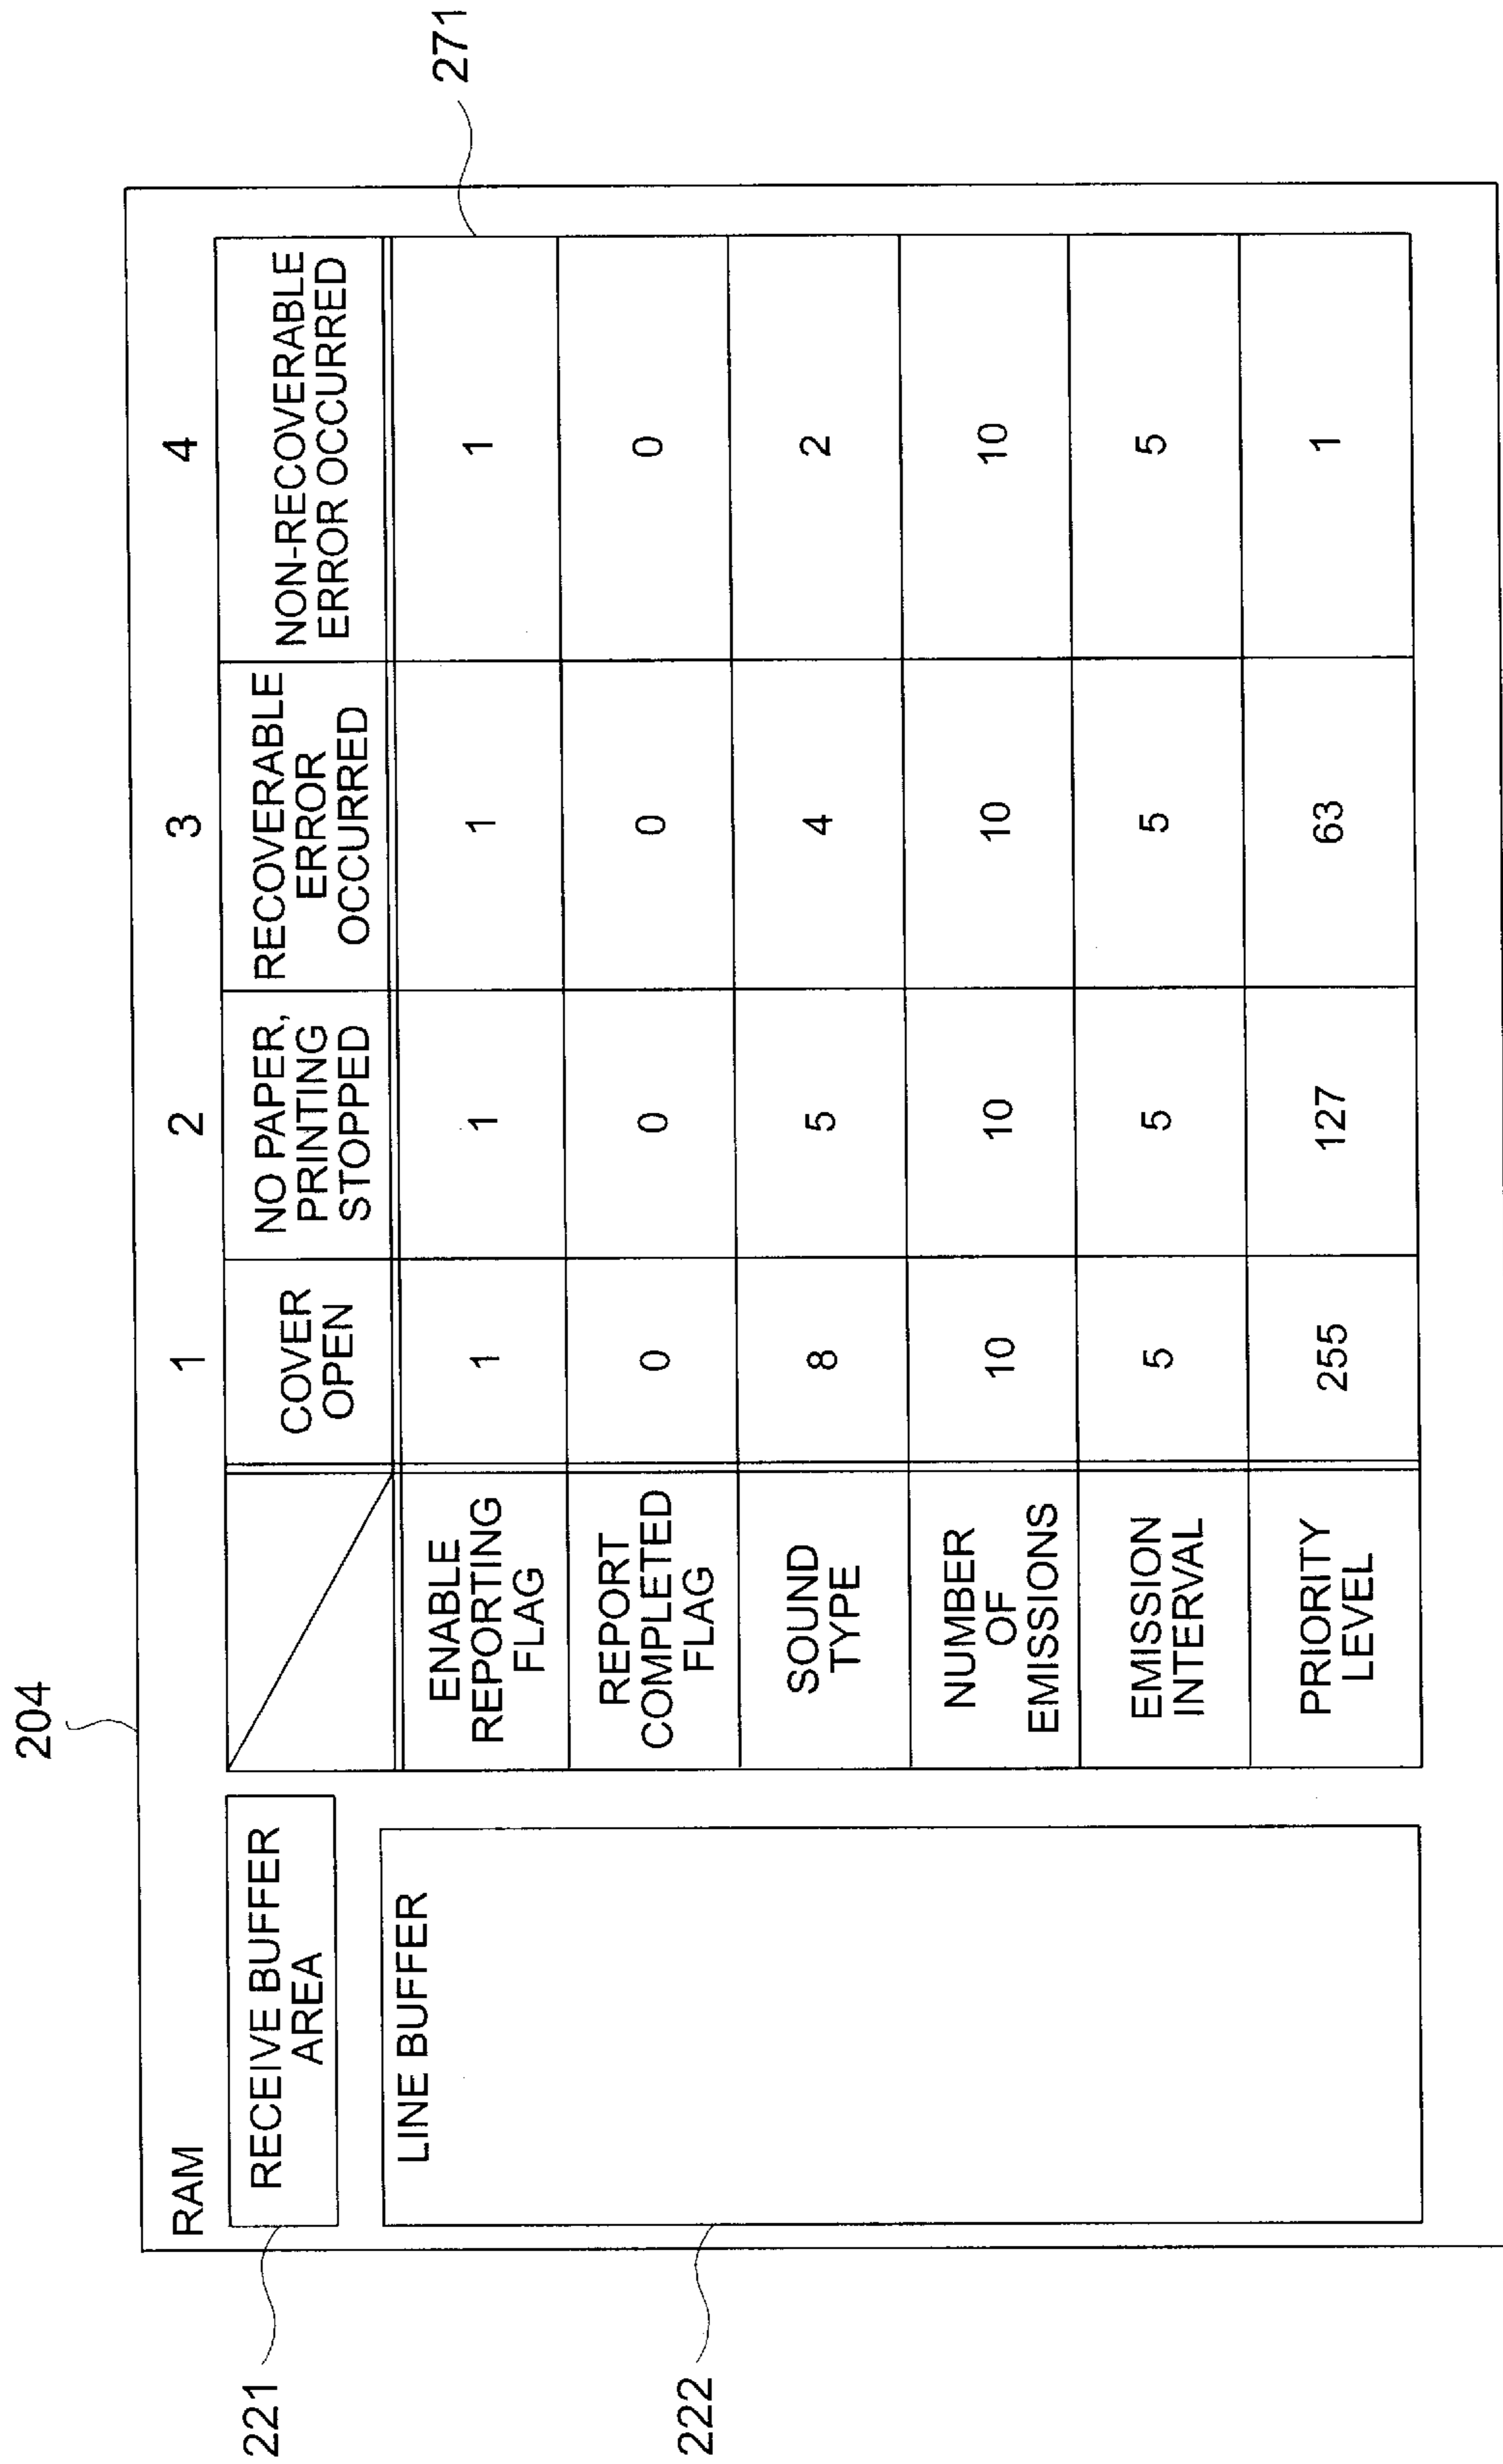 204
RAM
221
RECEIVE BUFFER
AREA
222
LINE BUFFER
271
1
2
3
4
COVER
OPEN
NO PAPER,
PRINTING
STOPPED
RECOVERABLE
ERROR
OCCURRED
NON-RECOVERABLE
ERROR OCCURRED
ENABLE
REPORTING
FLAG
1
1
1
1
REPORT
COMPLETED
FLAG
0
0
0
0
SOUND
TYPE
8
5
4
2
NUMBER
OF
EMISSIONS
10
10
10
10
EMISSION
INTERVAL
5
5
5
5
PRIORITY
LEVEL
255
127
63
1